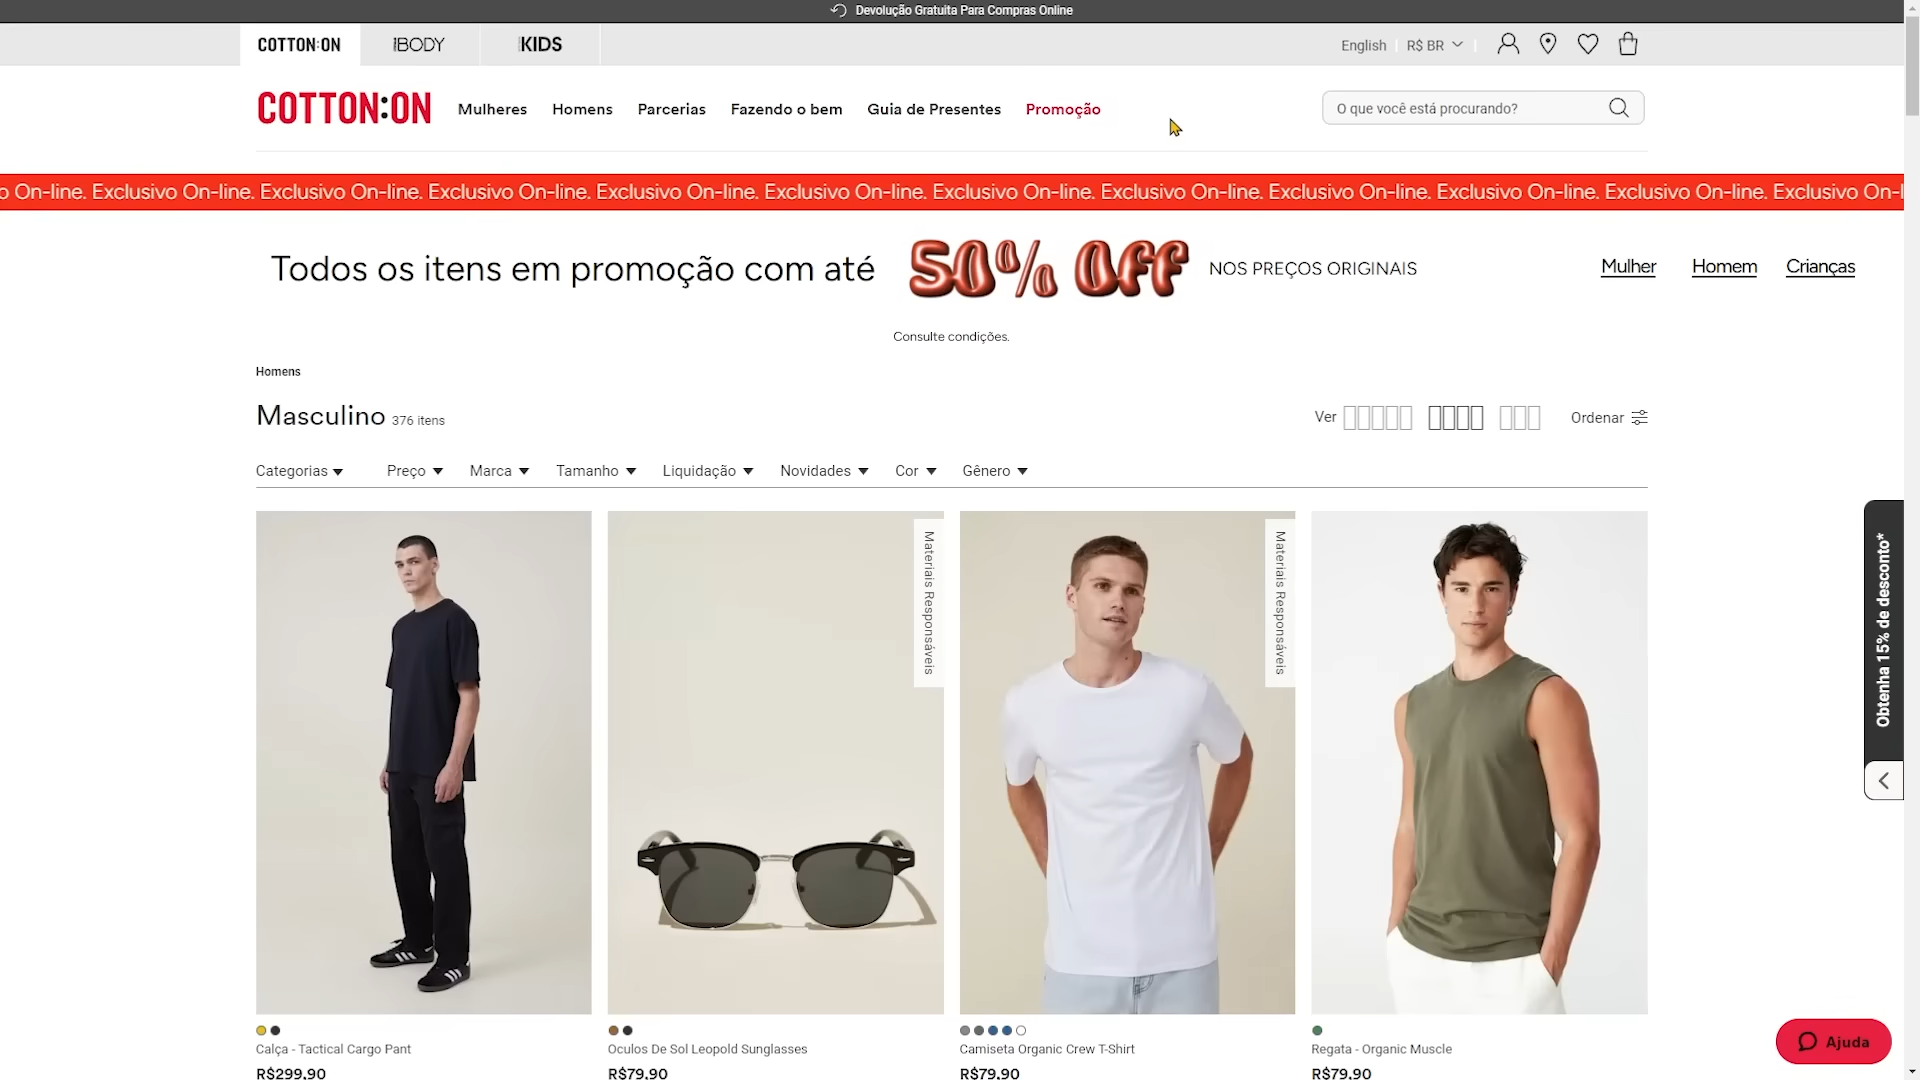 Devolução Gratuita Para Compras Online
COTTON:ON
BODY
KIDS
English
R$ BR
COTTON:ON
Mulheres
Homens
Parcerias
Fazendo o bem
Guia de Presentes
Promoção
O que você está procurando?
o On-line. Exclusivo On-line. Exclusivo On-line. Exclusivo On-line. Exclusivo On-line. Exclusivo On-line. Exclusivo On-line. Exclusivo On-line. Exclusivo On-line. Exclusivo On-line. Exclusivo On-line. Exclusivo On-l
Todos os itens em promoção com até 50% OFF NOS PREÇOS ORIGINAIS
Mulher
Homem
Crianças
Consulte condições.
Homens
Masculino 376 itens
Ver
Ordenar
Categorias
Preço
Marca
Tamanho
Liquidação
Novidades
Cor
Gênero
Materiais Responsáveis
Materiais Responsáveis
Obtenha 15% de desconto*
Calça - Tactical Cargo Pant
R$299,90
Oculos De Sol Leopold Sunglasses
R$79,90
Camiseta Organic Crew T-Shirt
R$79,90
Regata - Organic Muscle
R$79,90
Ajuda